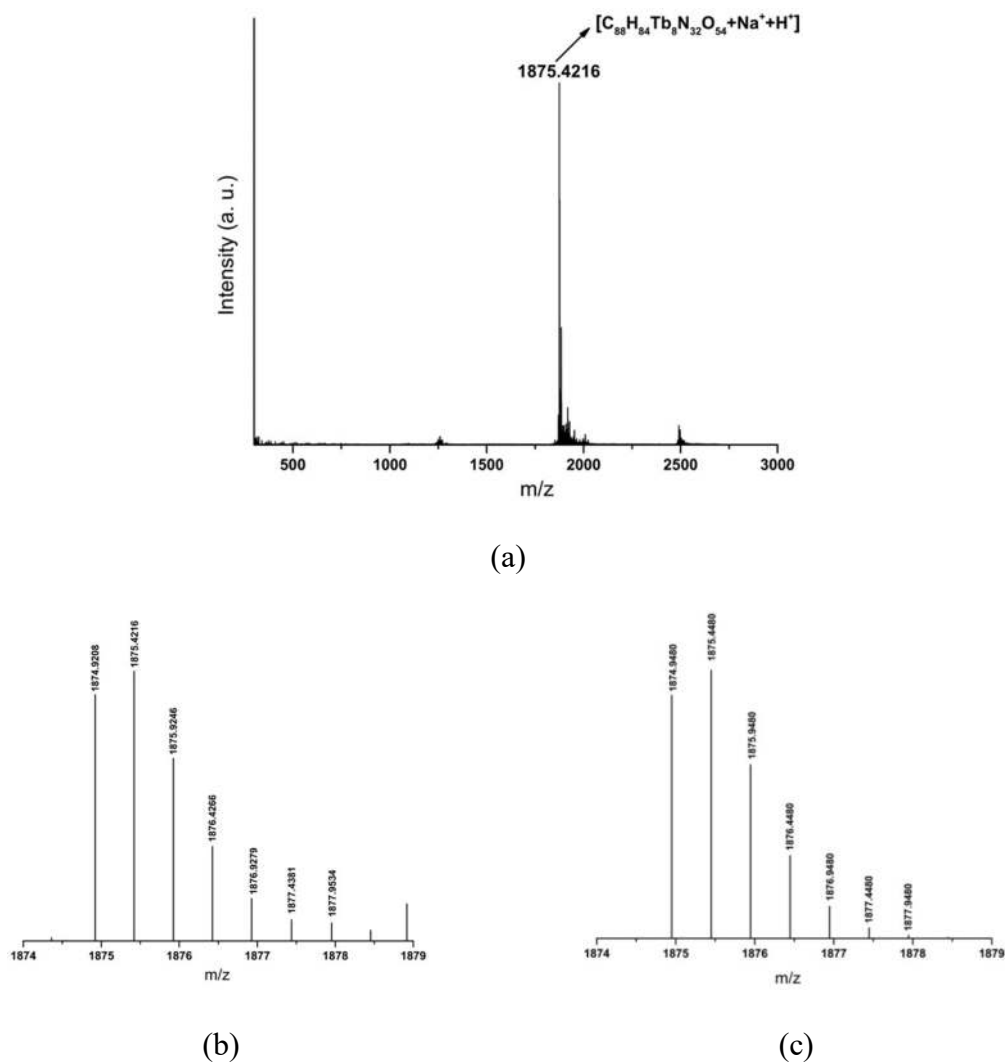 [C₈₈H₈₄Tb₈N₃₂O₅₄+Na⁺+H⁺]
1875.4216
Intensity (a. u.)
500 1000 1500 2000 2500 3000
m/z
(a)
1874.9208
1875.4216
1875.9246
1876.4266
1876.9279
1877.4381
1877.9534
1874 1875 1876 1877 1878 1879
m/z
(b)
1874.9480
1875.4480
1875.9480
1876.4480
1876.9480
1877.4480
1877.9480
1874 1875 1876 1877 1878 1879
m/z
(c)